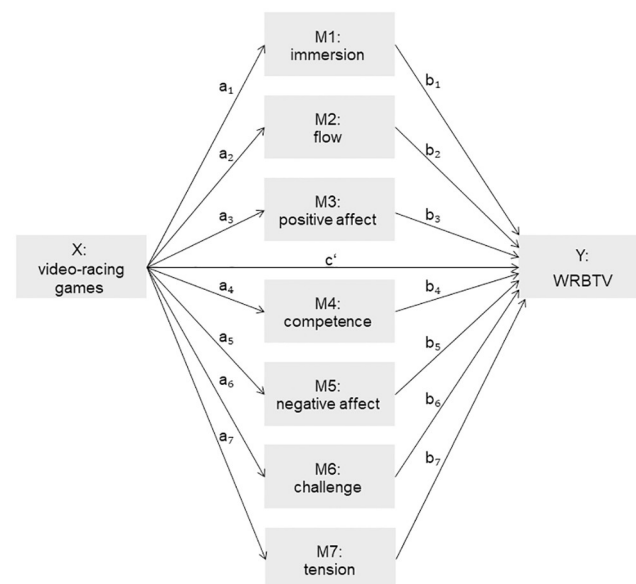 M1:
immersion
a₁
b₁
M2:
flow
a₂
b₂
M3:
positive affect
a₃
b₃
X:
video-racing
games
c‘
Y:
WRBTV
M4:
competence
a₄
b₄
M5:
negative affect
a₅
b₅
M6:
challenge
a₆
b₆
M7:
tension
a₇
b₇